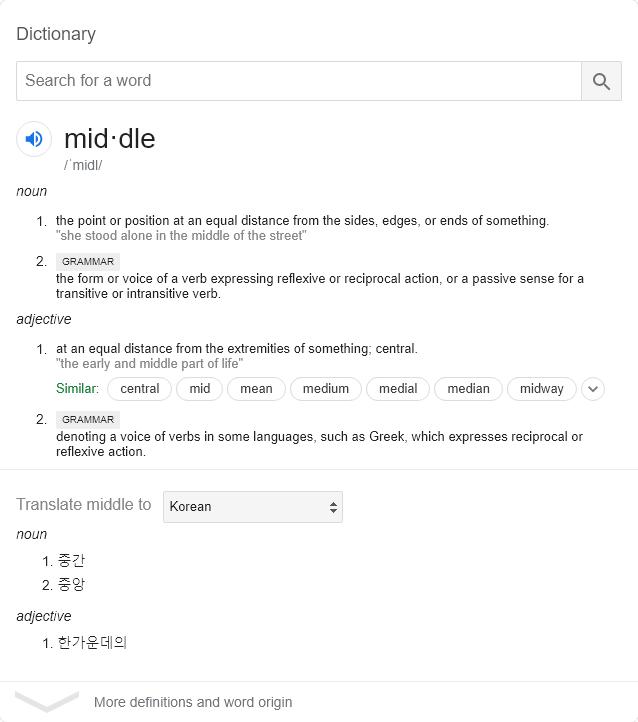 Dictionary
Search for a word
mid·dle
/ˈmidl/
noun
1. the point or position at an equal distance from the sides, edges, or ends of something.
"she stood alone in the middle of the street"
2. GRAMMAR
the form or voice of a verb expressing reflexive or reciprocal action, or a passive sense for a
transitive or intransitive verb.
adjective
1. at an equal distance from the extremities of something; central.
"the early and middle part of life"
Similar: central mid mean medium medial median midway
2. GRAMMAR
denoting a voice of verbs in some languages, such as Greek, which expresses reciprocal or
reflexive action.
Translate middle to Korean
noun
1. 중간
2. 중앙
adjective
1. 한가운데의
More definitions and word origin